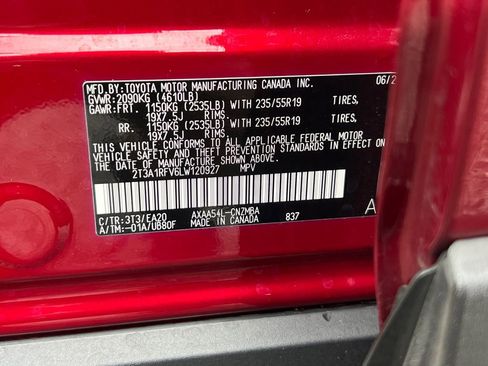 MFD. BY: TOYOTA MOTOR MANUFACTURING CANADA INC. 06/2
GVWR: 2090KG (4610LB)
GAWR: FRT. 1150KG (2535LB) WITH 235/55R19 TIRES,
19X7.5J RIMS.
RR. 1150KG (2535LB) WITH 235/55R19 TIRES,
19X7.5J RIMS.
THIS VEHICLE CONFORMS TO ALL APPLICABLE FEDERAL MOTOR
VEHICLE SAFETY AND THEFT PREVENTION STANDARDS IN EFFECT ON
THE DATE OF MANUFACTURE SHOWN ABOVE.
2T3A1RFV6LW120927 MPV
C/TR:3T3/EA20 AXAA54L-CNZMBA 837 A
A/TM:-01A/UB80F MADE IN CANADA